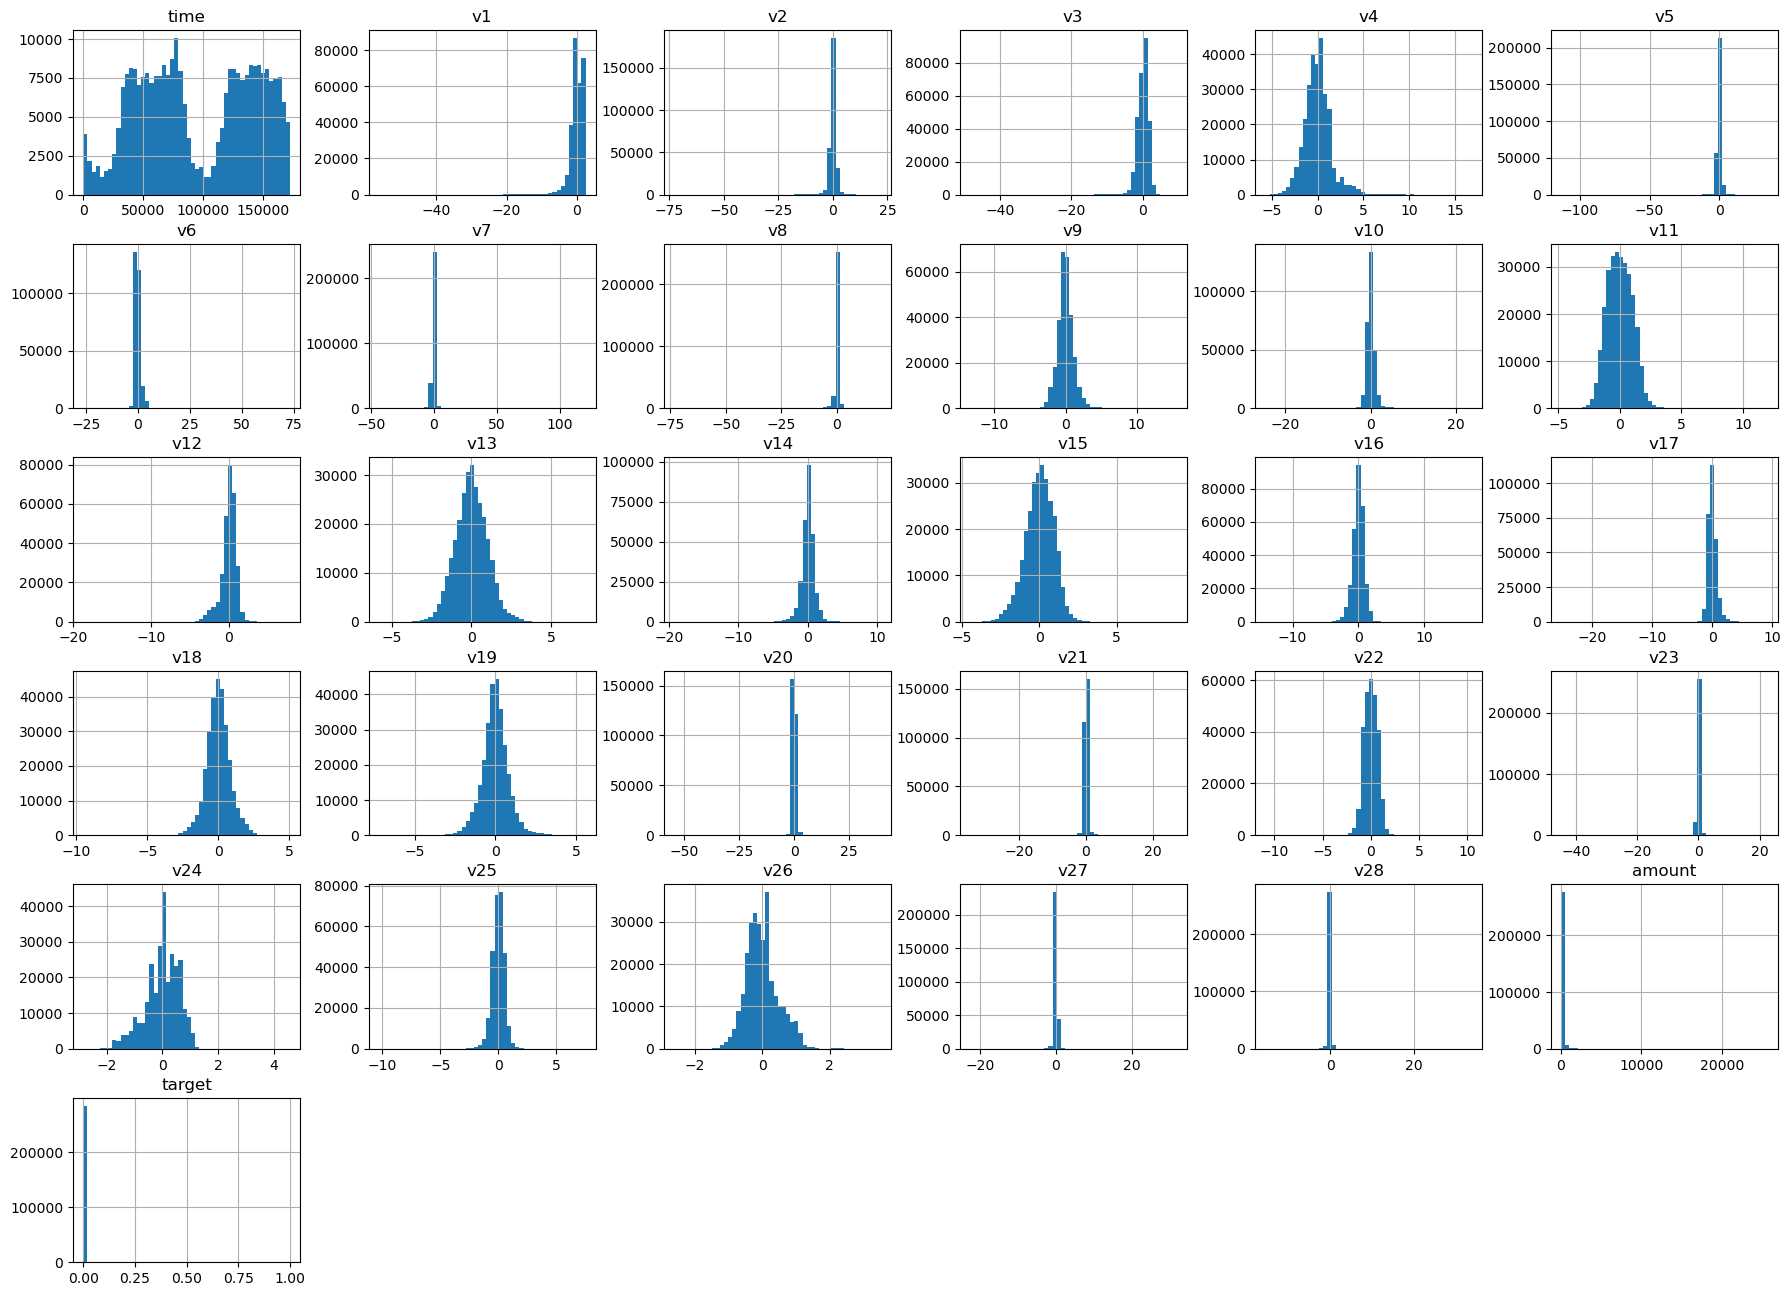 time
10000
7500
5000
2500
0
0 50000 100000 150000
v1
80000
60000
40000
20000
0
−40 −20 0
v2
150000
100000
50000
0
−75 −50 −25 0 25
v3
80000
60000
40000
20000
0
−40 −20 0
v4
40000
30000
20000
10000
0
−5 0 5 10 15
v5
200000
150000
100000
50000
0
−100 −50 0
v6
100000
50000
0
−25 0 25 50 75
v7
200000
100000
0
−50 0 50 100
v8
200000
100000
0
−75 −50 −25 0
v9
60000
40000
20000
0
−10 0 10
v10
100000
50000
0
−20 0 20
v11
30000
20000
10000
0
−5 0 5 10
v12
80000
60000
40000
20000
0
−20 −10 0
v13
30000
20000
10000
0
−5 0 5
v14
100000
75000
50000
25000
0
−20 −10 0 10
v15
30000
20000
10000
0
−5 0 5
v16
80000
60000
40000
20000
0
−10 0 10
v17
100000
75000
50000
25000
0
−20 −10 0 10
v18
40000
30000
20000
10000
0
−10 −5 0 5
v19
40000
30000
20000
10000
0
−5 0 5
v20
150000
100000
50000
0
−50 −25 0 25
v21
150000
100000
50000
0
−20 0 20
v22
60000
40000
20000
0
−10 −5 0 5 10
v23
200000
100000
0
−40 −20 0 20
v24
40000
30000
20000
10000
0
−2 0 2 4
v25
80000
60000
40000
20000
0
−10 −5 0 5
v26
30000
20000
10000
0
−2 0 2
v27
200000
150000
100000
50000
0
−20 0 20
v28
200000
100000
0
0 20
amount
200000
100000
0
0 10000 20000
target
200000
100000
0
0.00 0.25 0.50 0.75 1.00